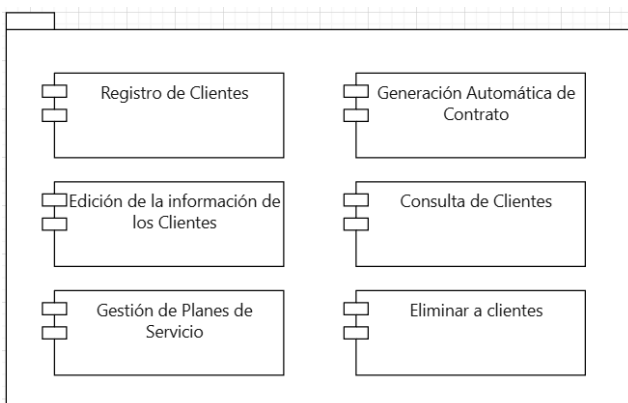 Registro de Clientes
Generación Automática de
Contrato
Edición de la información de
los Clientes
Consulta de Clientes
Gestión de Planes de
Servicio
Eliminar a clientes